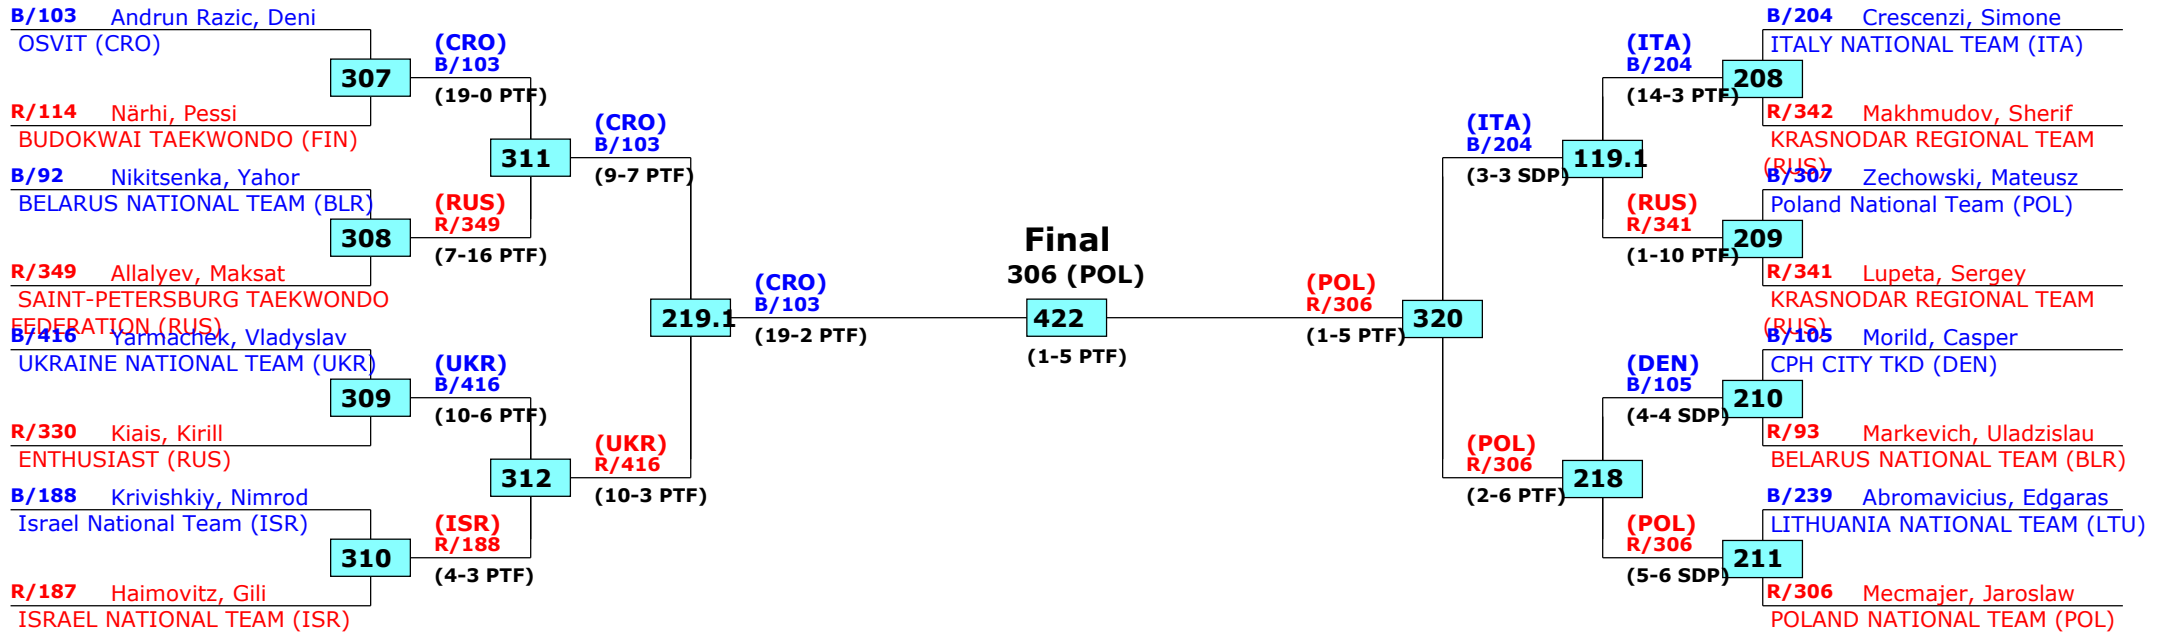 B/103 Andrun Razic, Deni
OSVIT (CRO)
307
R/114 Närhi, Pessi
BUDOKWAI TAEKWONDO (FIN)
B/92 Nikitsenka, Yahor
BELARUS NATIONAL TEAM (BLR)
308
R/349 Allalyev, Maksat
SAINT-PETERSBURG TAEKWONDO
FEDERATION (RUS)
B/416 Yarmachek, Vladyslav
UKRAINE NATIONAL TEAM (UKR)
309
R/330 Kiais, Kirill
ENTHUSIAST (RUS)
B/188 Krivishkiy, Nimrod
Israel National Team (ISR)
310
R/187 Haimovitz, Gili
ISRAEL NATIONAL TEAM (ISR)
(CRO)
B/103
(19-0 PTF)
311
(RUS)
R/349
(7-16 PTF)
(UKR)
B/416
(10-6 PTF)
312
(ISR)
R/188
(4-3 PTF)
(CRO)
B/103
(9-7 PTF)
219.1
(UKR)
R/416
(10-3 PTF)
(CRO)
B/103
(19-2 PTF)
Final
306 (POL)
422
(1-5 PTF)
(POL)
R/306
(1-5 PTF)
320
(ITA)
B/204
(3-3 SDP)
119.1
(POL)
R/306
(2-6 PTF)
218
(ITA)
B/204
(14-3 PTF)
208
(RUS)
R/341
(1-10 PTF)
209
(DEN)
B/105
(4-4 SDP)
210
(POL)
R/306
(5-6 SDP)
211
B/204 Crescenzi, Simone
ITALY NATIONAL TEAM (ITA)
R/342 Makhmudov, Sherif
KRASNODAR REGIONAL TEAM
(RUS)
B/307 Zechowski, Mateusz
Poland National Team (POL)
R/341 Lupeta, Sergey
KRASNODAR REGIONAL TEAM
(RUS)
B/105 Morild, Casper
CPH CITY TKD (DEN)
R/93 Markevich, Uladzislau
BELARUS NATIONAL TEAM (BLR)
B/239 Abromavicius, Edgaras
LITHUANIA NATIONAL TEAM (LTU)
R/306 Mecmajer, Jaroslaw
POLAND NATIONAL TEAM (POL)